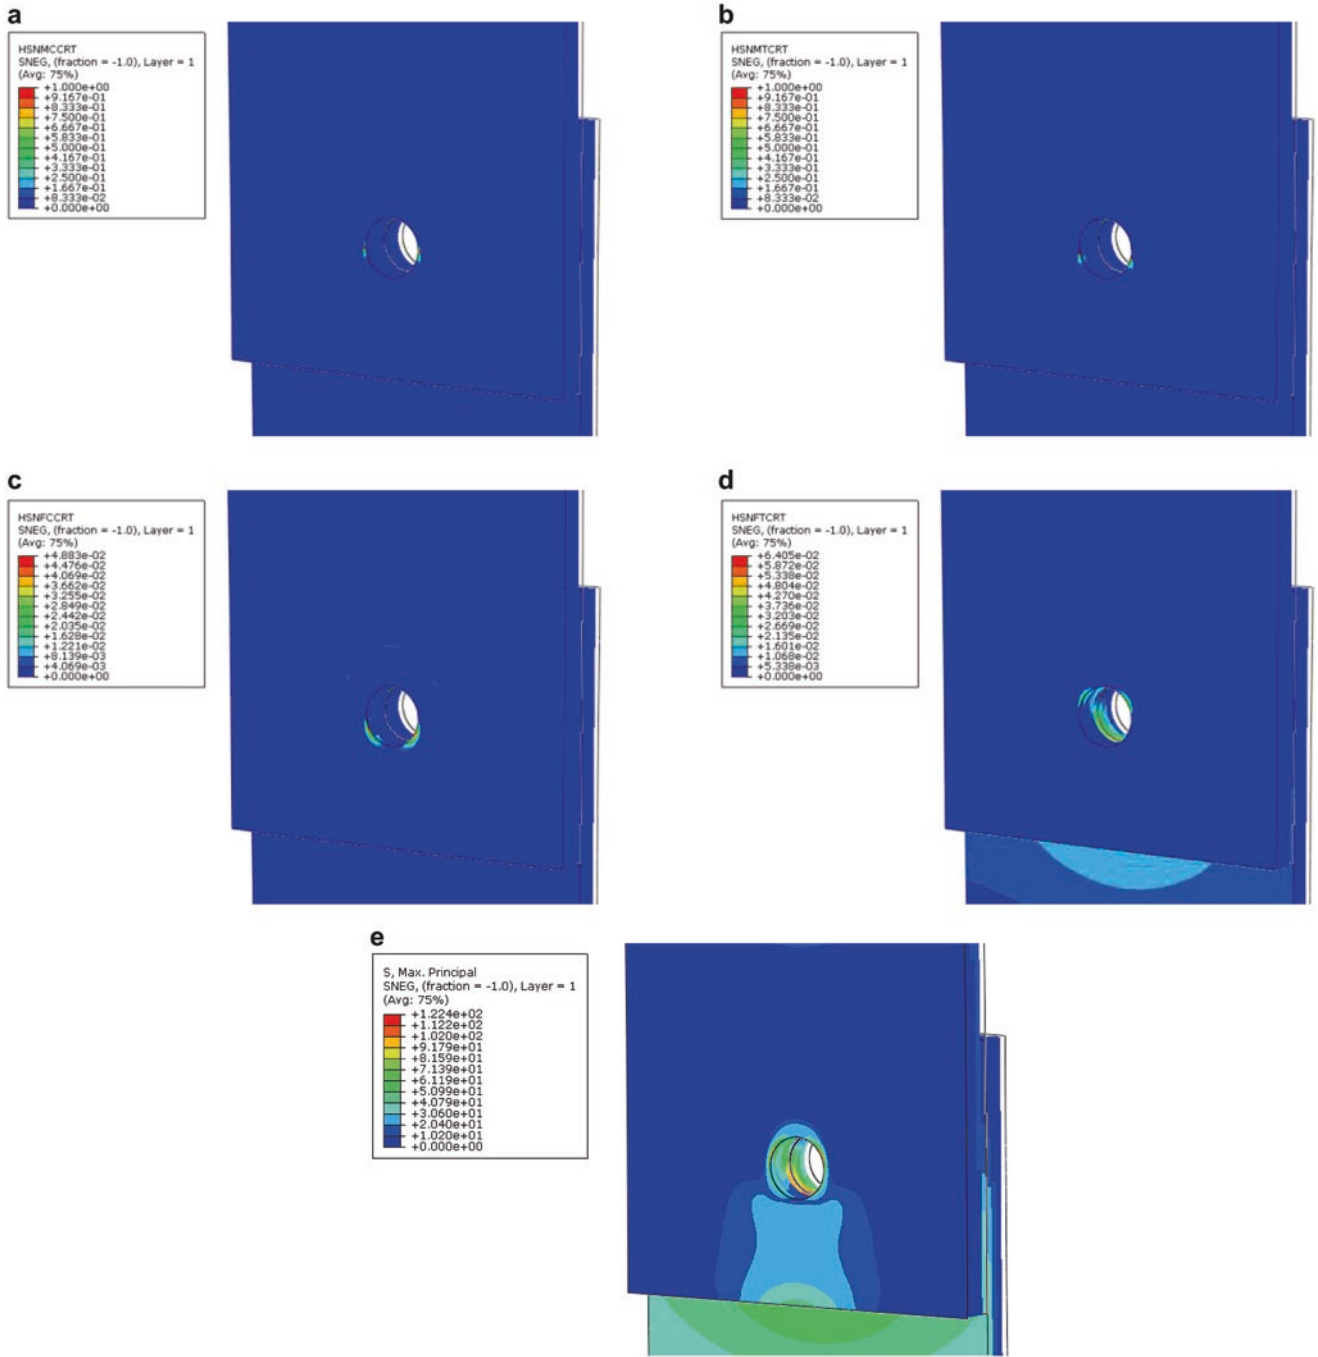 a
HSNMCCRT
SNEG, (fraction = -1.0), Layer = 1
(Avg: 75%)
+1.000e+00
+9.167e-01
+8.333e-01
+7.500e-01
+6.667e-01
+5.833e-01
+5.000e-01
+4.167e-01
+3.333e-01
+2.500e-01
+1.667e-01
+8.333e-02
+0.000e+00
b
HSNMTCRT
SNEG, (fraction = -1.0), Layer = 1
(Avg: 75%)
+1.000e+00
+9.167e-01
+8.333e-01
+7.500e-01
+6.667e-01
+5.833e-01
+5.000e-01
+4.167e-01
+3.333e-01
+2.500e-01
+1.667e-01
+8.333e-02
+0.000e+00
c
HSNFCCRT
SNEG, (fraction = -1.0), Layer = 1
(Avg: 75%)
+4.883e-02
+4.476e-02
+4.069e-02
+3.662e-02
+3.255e-02
+2.849e-02
+2.442e-02
+2.035e-02
+1.628e-02
+1.221e-02
+8.139e-03
+4.069e-03
+0.000e+00
d
HSNFTCRT
SNEG, (fraction = -1.0), Layer = 1
(Avg: 75%)
+6.405e-02
+5.872e-02
+5.338e-02
+4.804e-02
+4.270e-02
+3.736e-02
+3.203e-02
+2.669e-02
+2.135e-02
+1.601e-02
+1.068e-02
+5.338e-03
+0.000e+00
e
S, Max. Principal
SNEG, (fraction = -1.0), Layer = 1
(Avg: 75%)
+1.224e+02
+1.122e+02
+1.020e+02
+9.179e+01
+8.159e+01
+7.139e+01
+6.119e+01
+5.099e+01
+4.079e+01
+3.060e+01
+2.040e+01
+1.020e+01
+0.000e+00